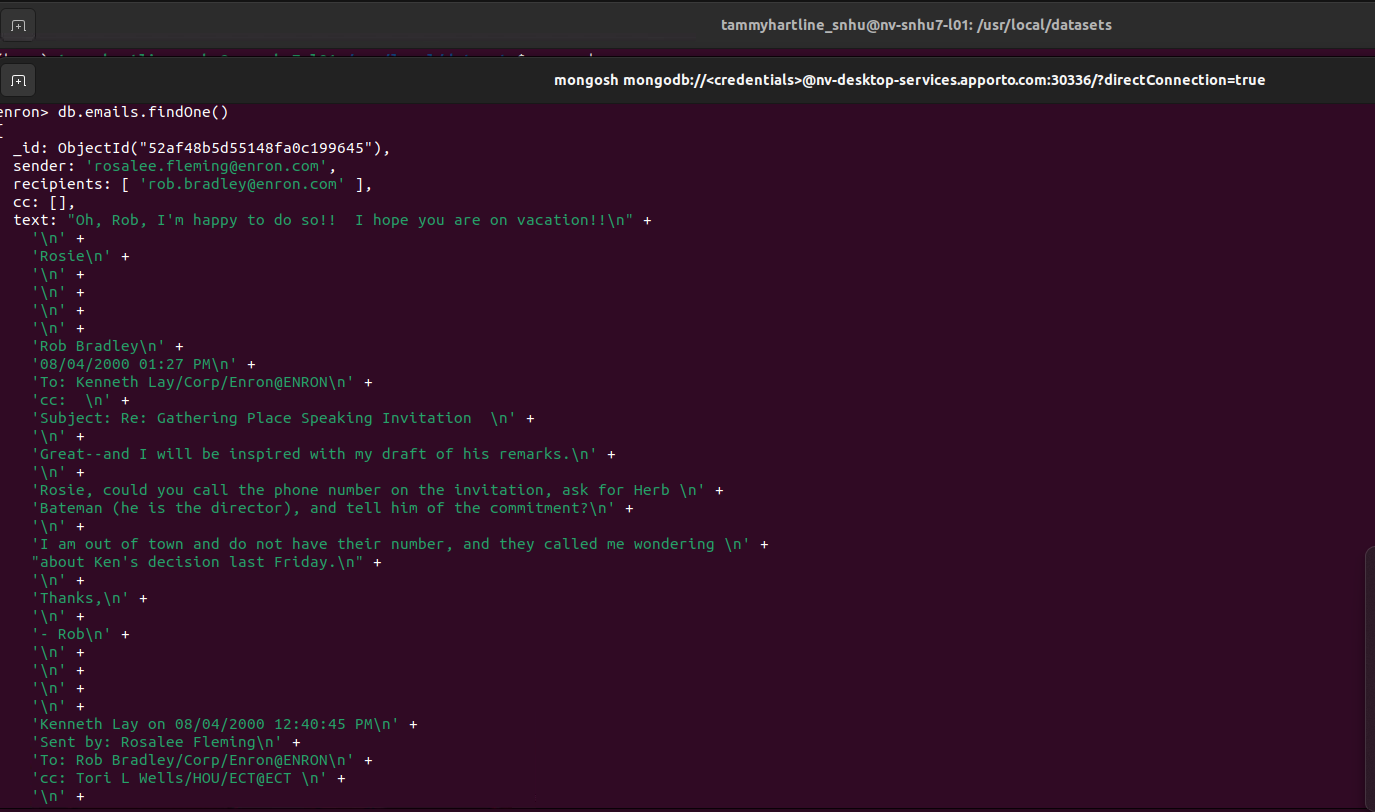 tammyhartline_snhu@nv-snhu7-l01: /usr/local/datasets
mongosh mongodb://<credentials>@nv-desktop-services.apporto.com:30336/?directConnection=true
enron> db.emails.findOne()
{
  _id: ObjectId("52af48b5d55148fa0c199645"),
  sender: 'rosalee.fleming@enron.com',
  recipients: [ 'rob.bradley@enron.com' ],
  cc: [],
  text: "Oh, Rob, I'm happy to do so!!  I hope you are on vacation!!\n" +
    '\n' +
    'Rosie\n' +
    '\n' +
    '\n' +
    '\n' +
    '\n' +
    'Rob Bradley\n' +
    '08/04/2000 01:27 PM\n' +
    'To: Kenneth Lay/Corp/Enron@ENRON\n' +
    'cc:  \n' +
    'Subject: Re: Gathering Place Speaking Invitation  \n' +
    '\n' +
    'Great--and I will be inspired with my draft of his remarks.\n' +
    '\n' +
    'Rosie, could you call the phone number on the invitation, ask for Herb \n' +
    'Bateman (he is the director), and tell him of the commitment?\n' +
    '\n' +
    'I am out of town and do not have their number, and they called me wondering \n' +
    "about Ken's decision last Friday.\n" +
    '\n' +
    'Thanks,\n' +
    '\n' +
    '- Rob\n' +
    '\n' +
    '\n' +
    '\n' +
    '\n' +
    'Kenneth Lay on 08/04/2000 12:40:45 PM\n' +
    'Sent by: Rosalee Fleming\n' +
    'To: Rob Bradley/Corp/Enron@ENRON\n' +
    'cc: Tori L Wells/HOU/ECT@ECT \n' +
    '\n' +